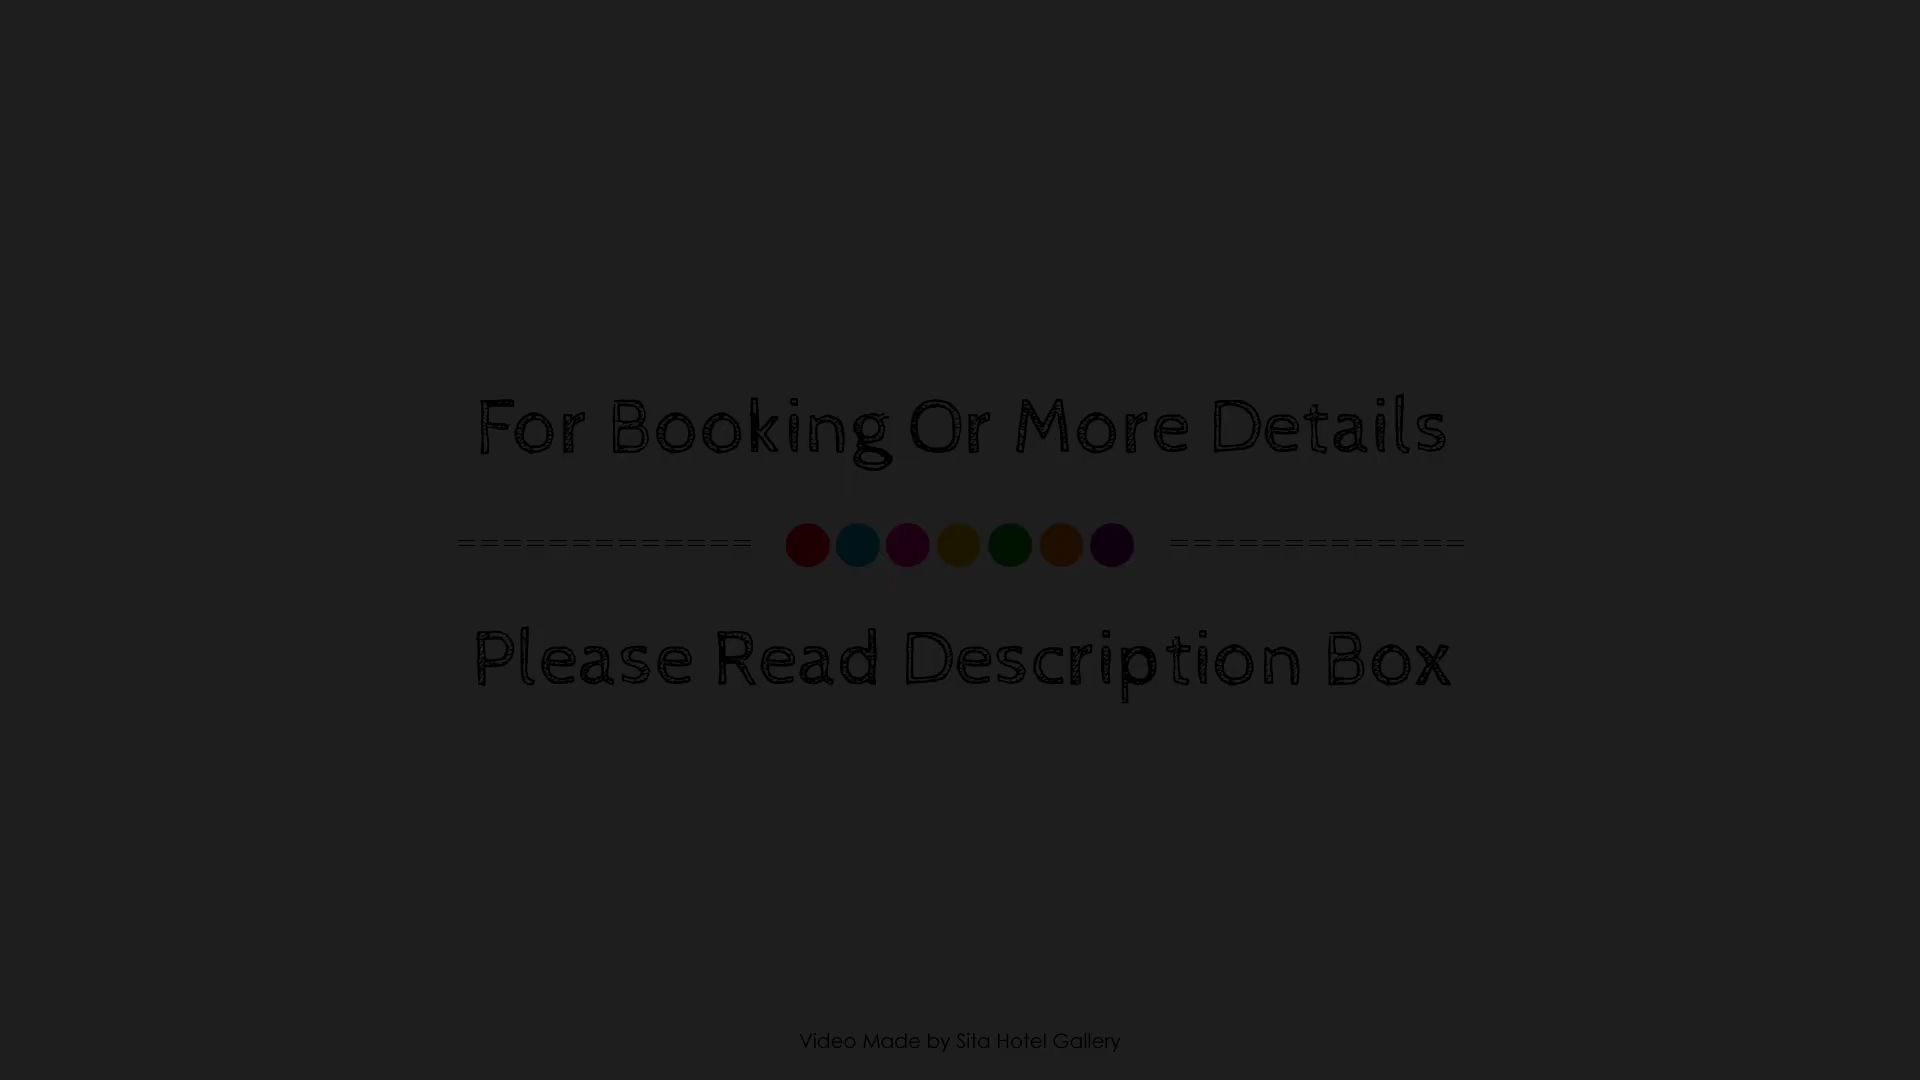 For Booking Or More Details
============= =============
Please Read Description Box
Video Made by Sita Hotel Gallery